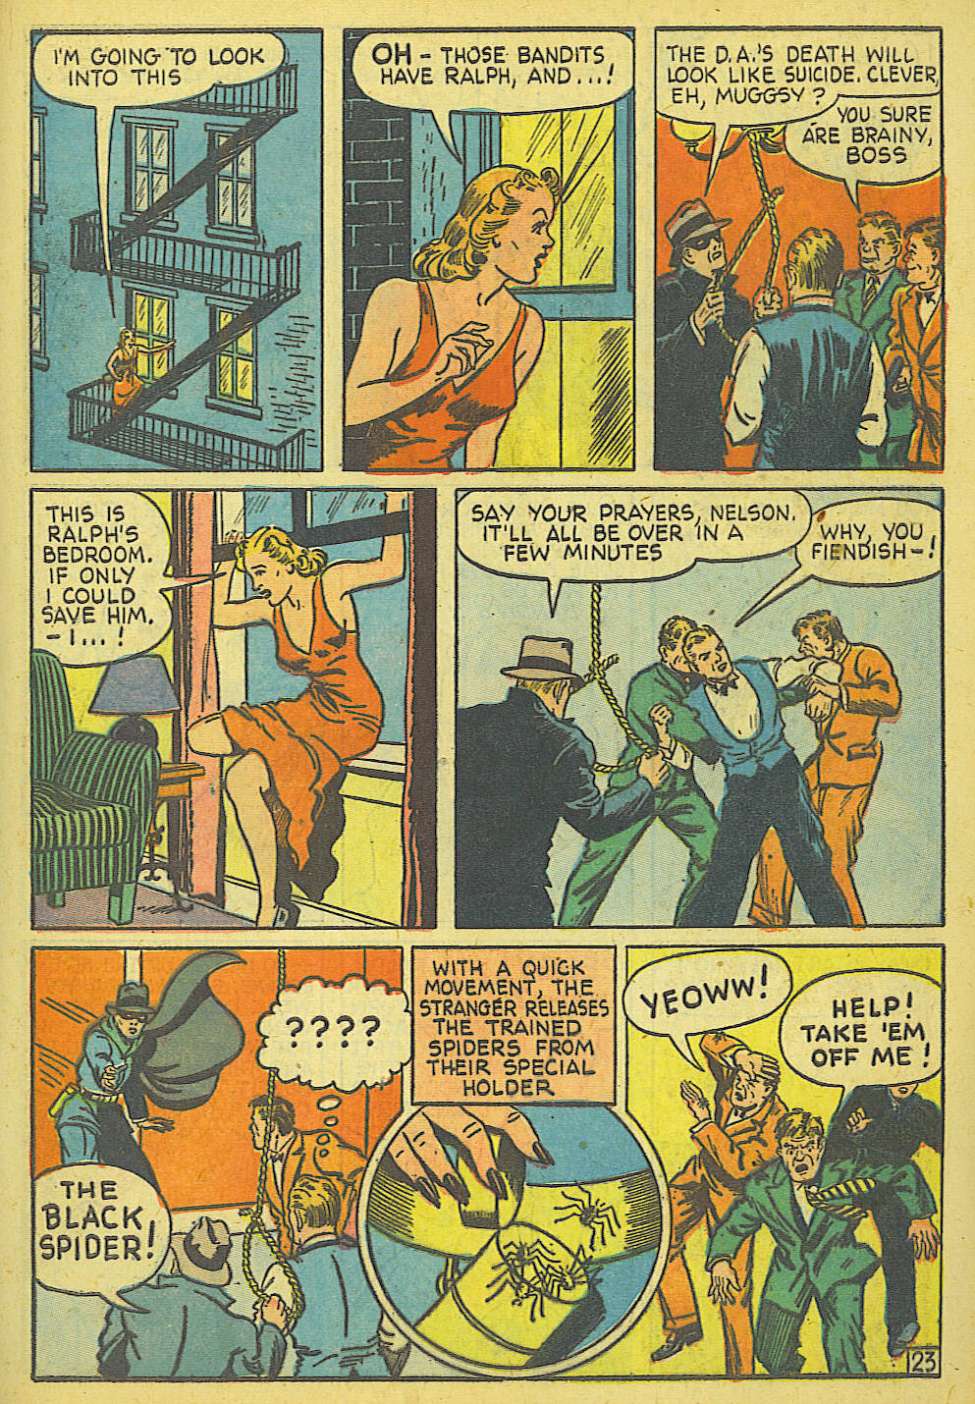 I'M GOING TO LOOK
INTO THIS
OH - THOSE BANDITS
HAVE RALPH, AND...!
THE D.A.'S DEATH WILL
LOOK LIKE SUICIDE. CLEVER,
EH, MUGGSY?
YOU SURE
ARE BRAINY,
BOSS
THIS IS
RALPH'S
BEDROOM.
IF ONLY
I COULD
SAVE HIM.
-I...!
SAY YOUR PRAYERS, NELSON.
IT'LL ALL BE OVER IN A
FEW MINUTES
WHY, YOU
FIENDISH-!
????
THE
BLACK
SPIDER!
WITH A QUICK
MOVEMENT, THE
STRANGER RELEASES
THE TRAINED
SPIDERS FROM
THEIR SPECIAL
HOLDER
YEOWW!
HELP!
TAKE 'EM
OFF ME!
123